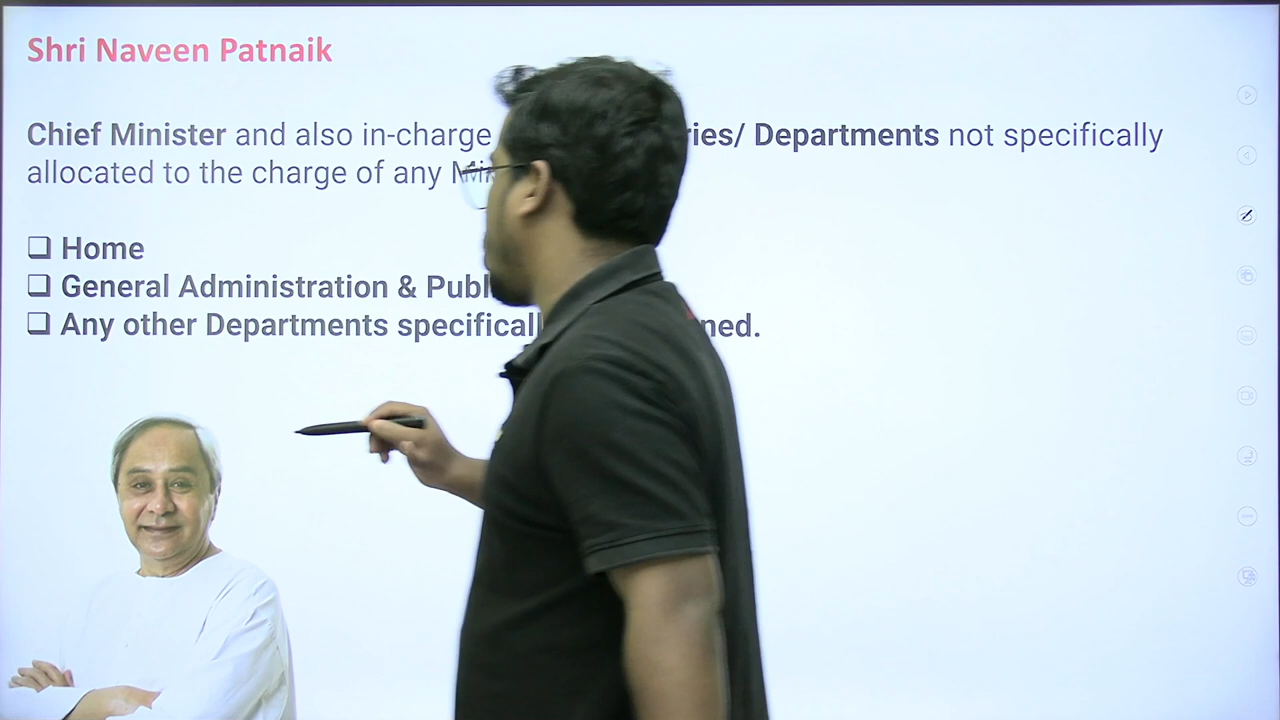 Shri Naveen Patnaik
Chief Minister and also in-charge ries/ Departments not specifically
allocated to the charge of any
❑ Home
❑ General Administration & Publ
❑ Any other Departments specificall ned.